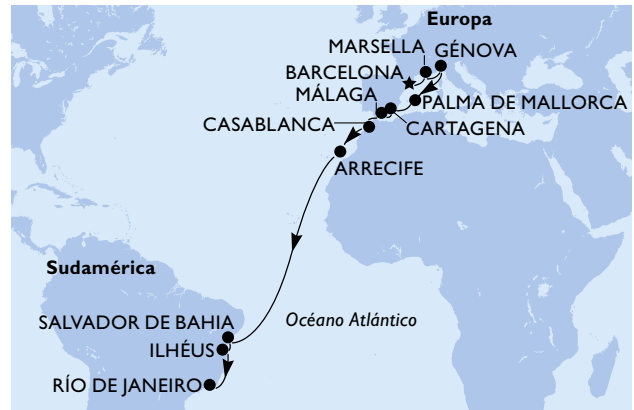 Europa
MARSELLA
GÉNOVA
BARCELONA
MÁLAGA
PALMA DE MALLORCA
CASABLANCA
CARTAGENA
ARRECIFE
Sudamérica
SALVADOR DE BAHIA
Océano Atlántico
ILHÉUS
RÍO DE JANEIRO